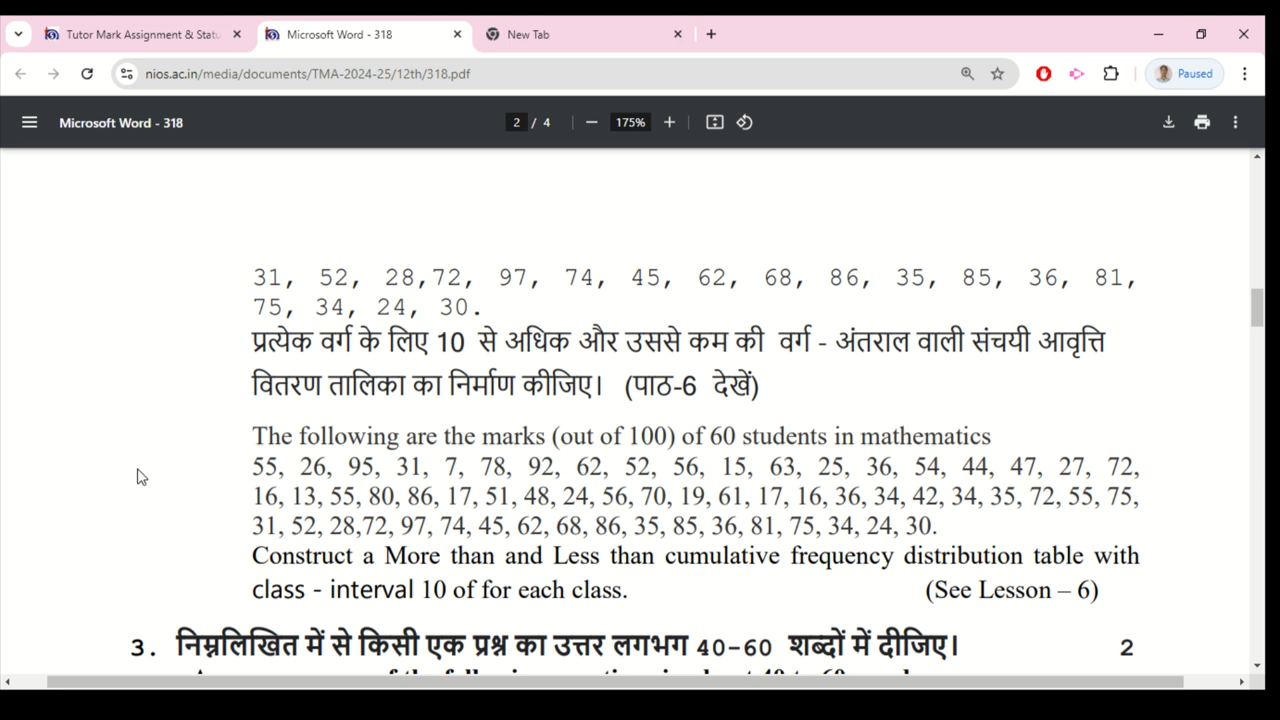 Tutor Mark Assignment & Statu
Microsoft Word - 318
New Tab
nios.ac.in/media/documents/TMA-2024-25/12th/318.pdf
Paused
Microsoft Word - 318
2 / 4
175%
31, 52, 28,72, 97, 74, 45, 62, 68, 86, 35, 85, 36, 81,
75, 34, 24, 30.
प्रत्येक वर्ग के लिए 10 से अधिक और उससे कम की वर्ग - अंतराल वाली संचयी आवृत्ति
वितरण तालिका का निर्माण कीजिए। (पाठ-6 देखें)
The following are the marks (out of 100) of 60 students in mathematics
55, 26, 95, 31, 7, 78, 92, 62, 52, 56, 15, 63, 25, 36, 54, 44, 47, 27, 72,
16, 13, 55, 80, 86, 17, 51, 48, 24, 56, 70, 19, 61, 17, 16, 36, 34, 42, 34, 35, 72, 55, 75,
31, 52, 28,72, 97, 74, 45, 62, 68, 86, 35, 85, 36, 81, 75, 34, 24, 30.
Construct a More than and Less than cumulative frequency distribution table with
class - interval 10 of for each class. (See Lesson – 6)
3. निम्नलिखित में से किसी एक प्रश्न का उत्तर लगभग 40-60 शब्दों में दीजिए। 2